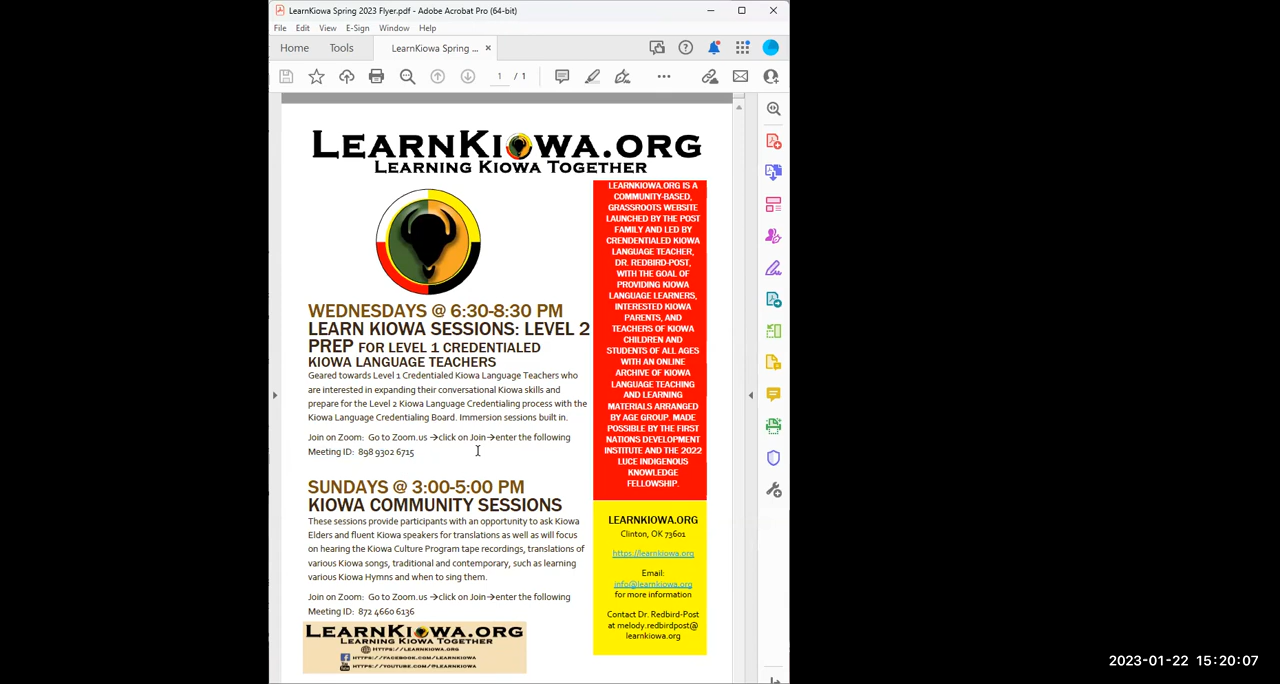 LearnKiowa Spring 2023 Flyer.pdf - Adobe Acrobat Pro (64-bit)
File Edit View E-Sign Window Help
Home Tools LearnKiowa Spring ... ×
1 / 1
LEARNKIOWA.ORG
LEARNING KIOWA TOGETHER
WEDNESDAYS @ 6:30-8:30 PM
LEARN KIOWA SESSIONS: LEVEL 2
PREP FOR LEVEL 1 CREDENTIALED
KIOWA LANGUAGE TEACHERS
Geared towards Level 1 Credentialed Kiowa Language Teachers who
are interested in expanding their conversational Kiowa skills and
prepare for the Level 2 Kiowa Language Credentialing process with the
Kiowa Language Credentialing Board. Immersion sessions built in.
Join on Zoom: Go to Zoom.us →click on Join→enter the following
Meeting ID: 898 9302 6715
SUNDAYS @ 3:00-5:00 PM
KIOWA COMMUNITY SESSIONS
These sessions provide participants with an opportunity to ask Kiowa
Elders and fluent Kiowa speakers for translations as well as will focus
on hearing the Kiowa Culture Program tape recordings, translations of
various Kiowa songs, traditional and contemporary, such as learning
various Kiowa Hymns and when to sing them.
Join on Zoom: Go to Zoom.us →click on Join→enter the following
Meeting ID: 872 4660 6136
LEARNKIOWA.ORG
LEARNING KIOWA TOGETHER
HTTPS://LEARNKIOWA.ORG
HTTPS://FACEBOOK.COM/LEARNKIOWA
HTTPS://YOUTUBE.COM/@LEARNKIOWA
LEARNKIOWA.ORG IS A
COMMUNITY-BASED,
GRASSROOTS WEBSITE
LAUNCHED BY THE POST
FAMILY AND LED BY
CRENDENTIALED KIOWA
LANGUAGE TEACHER,
DR. REDBIRD-POST,
WITH THE GOAL OF
PROVIDING KIOWA
LANGUAGE LEARNERS,
INTERESTED KIOWA
PARENTS, AND
TEACHERS OF KIOWA
CHILDREN AND
STUDENTS OF ALL AGES
WITH AN ONLINE
ARCHIVE OF KIOWA
LANGUAGE TEACHING
AND LEARNING
MATERIALS ARRANGED
BY AGE GROUP. MADE
POSSIBLE BY THE FIRST
NATIONS DEVELOPMENT
INSTITUTE AND THE 2022
LUCE INDIGENOUS
KNOWLEDGE
FELLOWSHIP.
LEARNKIOWA.ORG
Clinton, OK 73601
https://learnkiowa.org
Email:
info@learnkiowa.org
for more information
Contact Dr. Redbird-Post
at melody.redbirdpost@
learnkiowa.org
2023-01-22 15:20:07